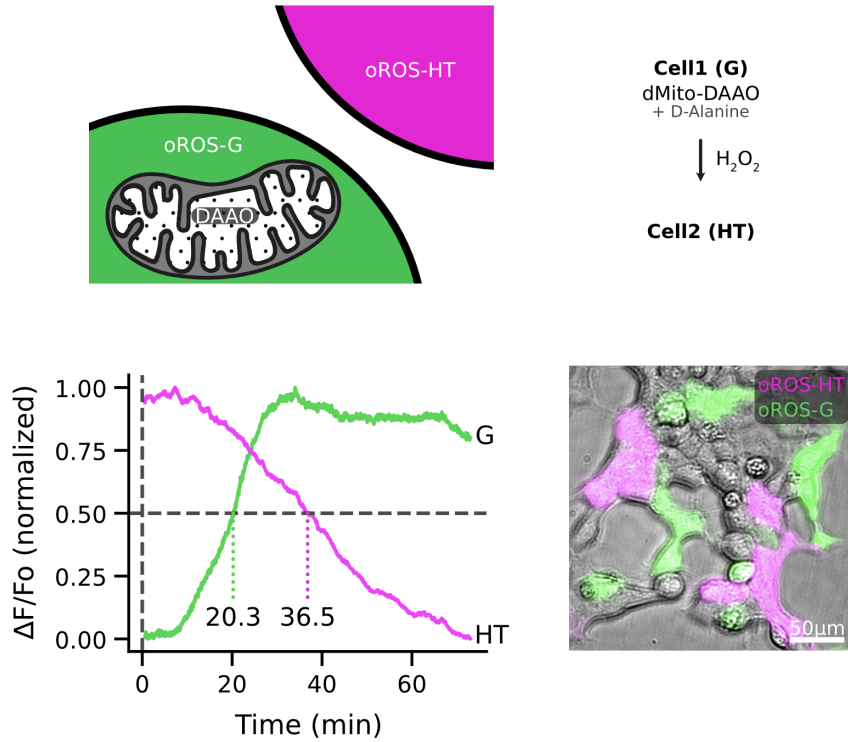 oROS-HT
oROS-G
DAAO
Cell1 (G)
dMito-DAAO
+ D-Alanine
H₂O₂
Cell2 (HT)
ΔF/Fo (normalized)
1.00
0.75
0.50
0.25
0.00
G
HT
20.3 36.5
0 20 40 60
Time (min)
oROS-HT
oROS-G
50μm